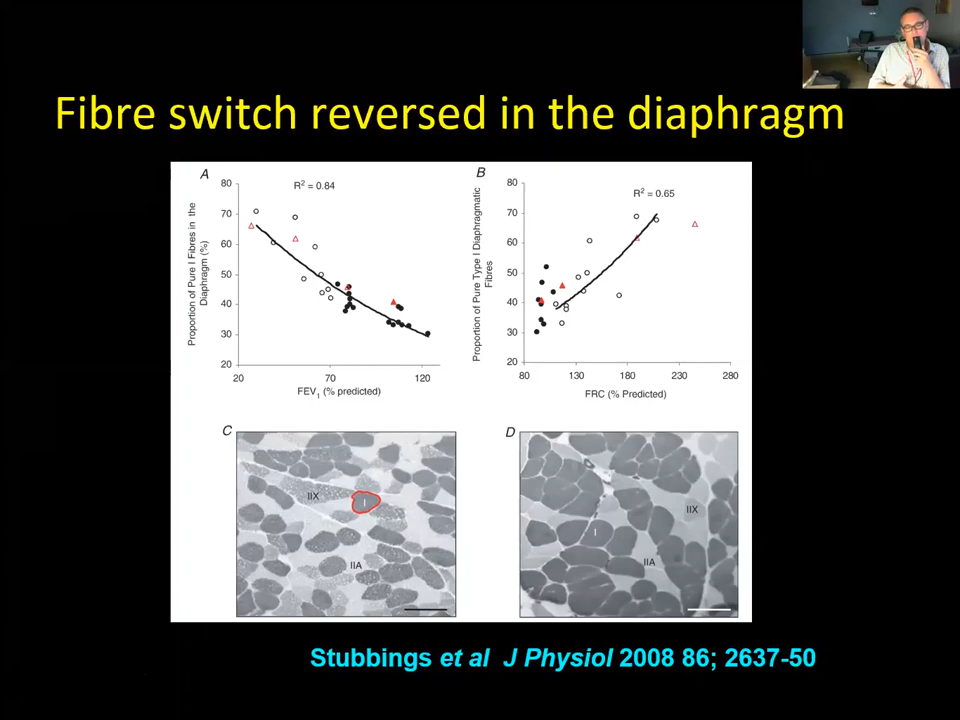 Fibre switch reversed in the diaphragm
A
R² = 0.84
Proportion of Pure I Fibres in the
Diaphragm (%)
80
70
60
50
40
30
20
20
70
120
FEV₁ (% predicted)
B
R² = 0.65
Proportion of Pure Type I Diaphragmatic
Fibres
80
70
60
50
40
30
20
80
130
180
230
280
FRC (% Predicted)
C
IIX
I
IIA
D
IIX
I
IIA
Stubbings et al J Physiol 2008 86; 2637-50